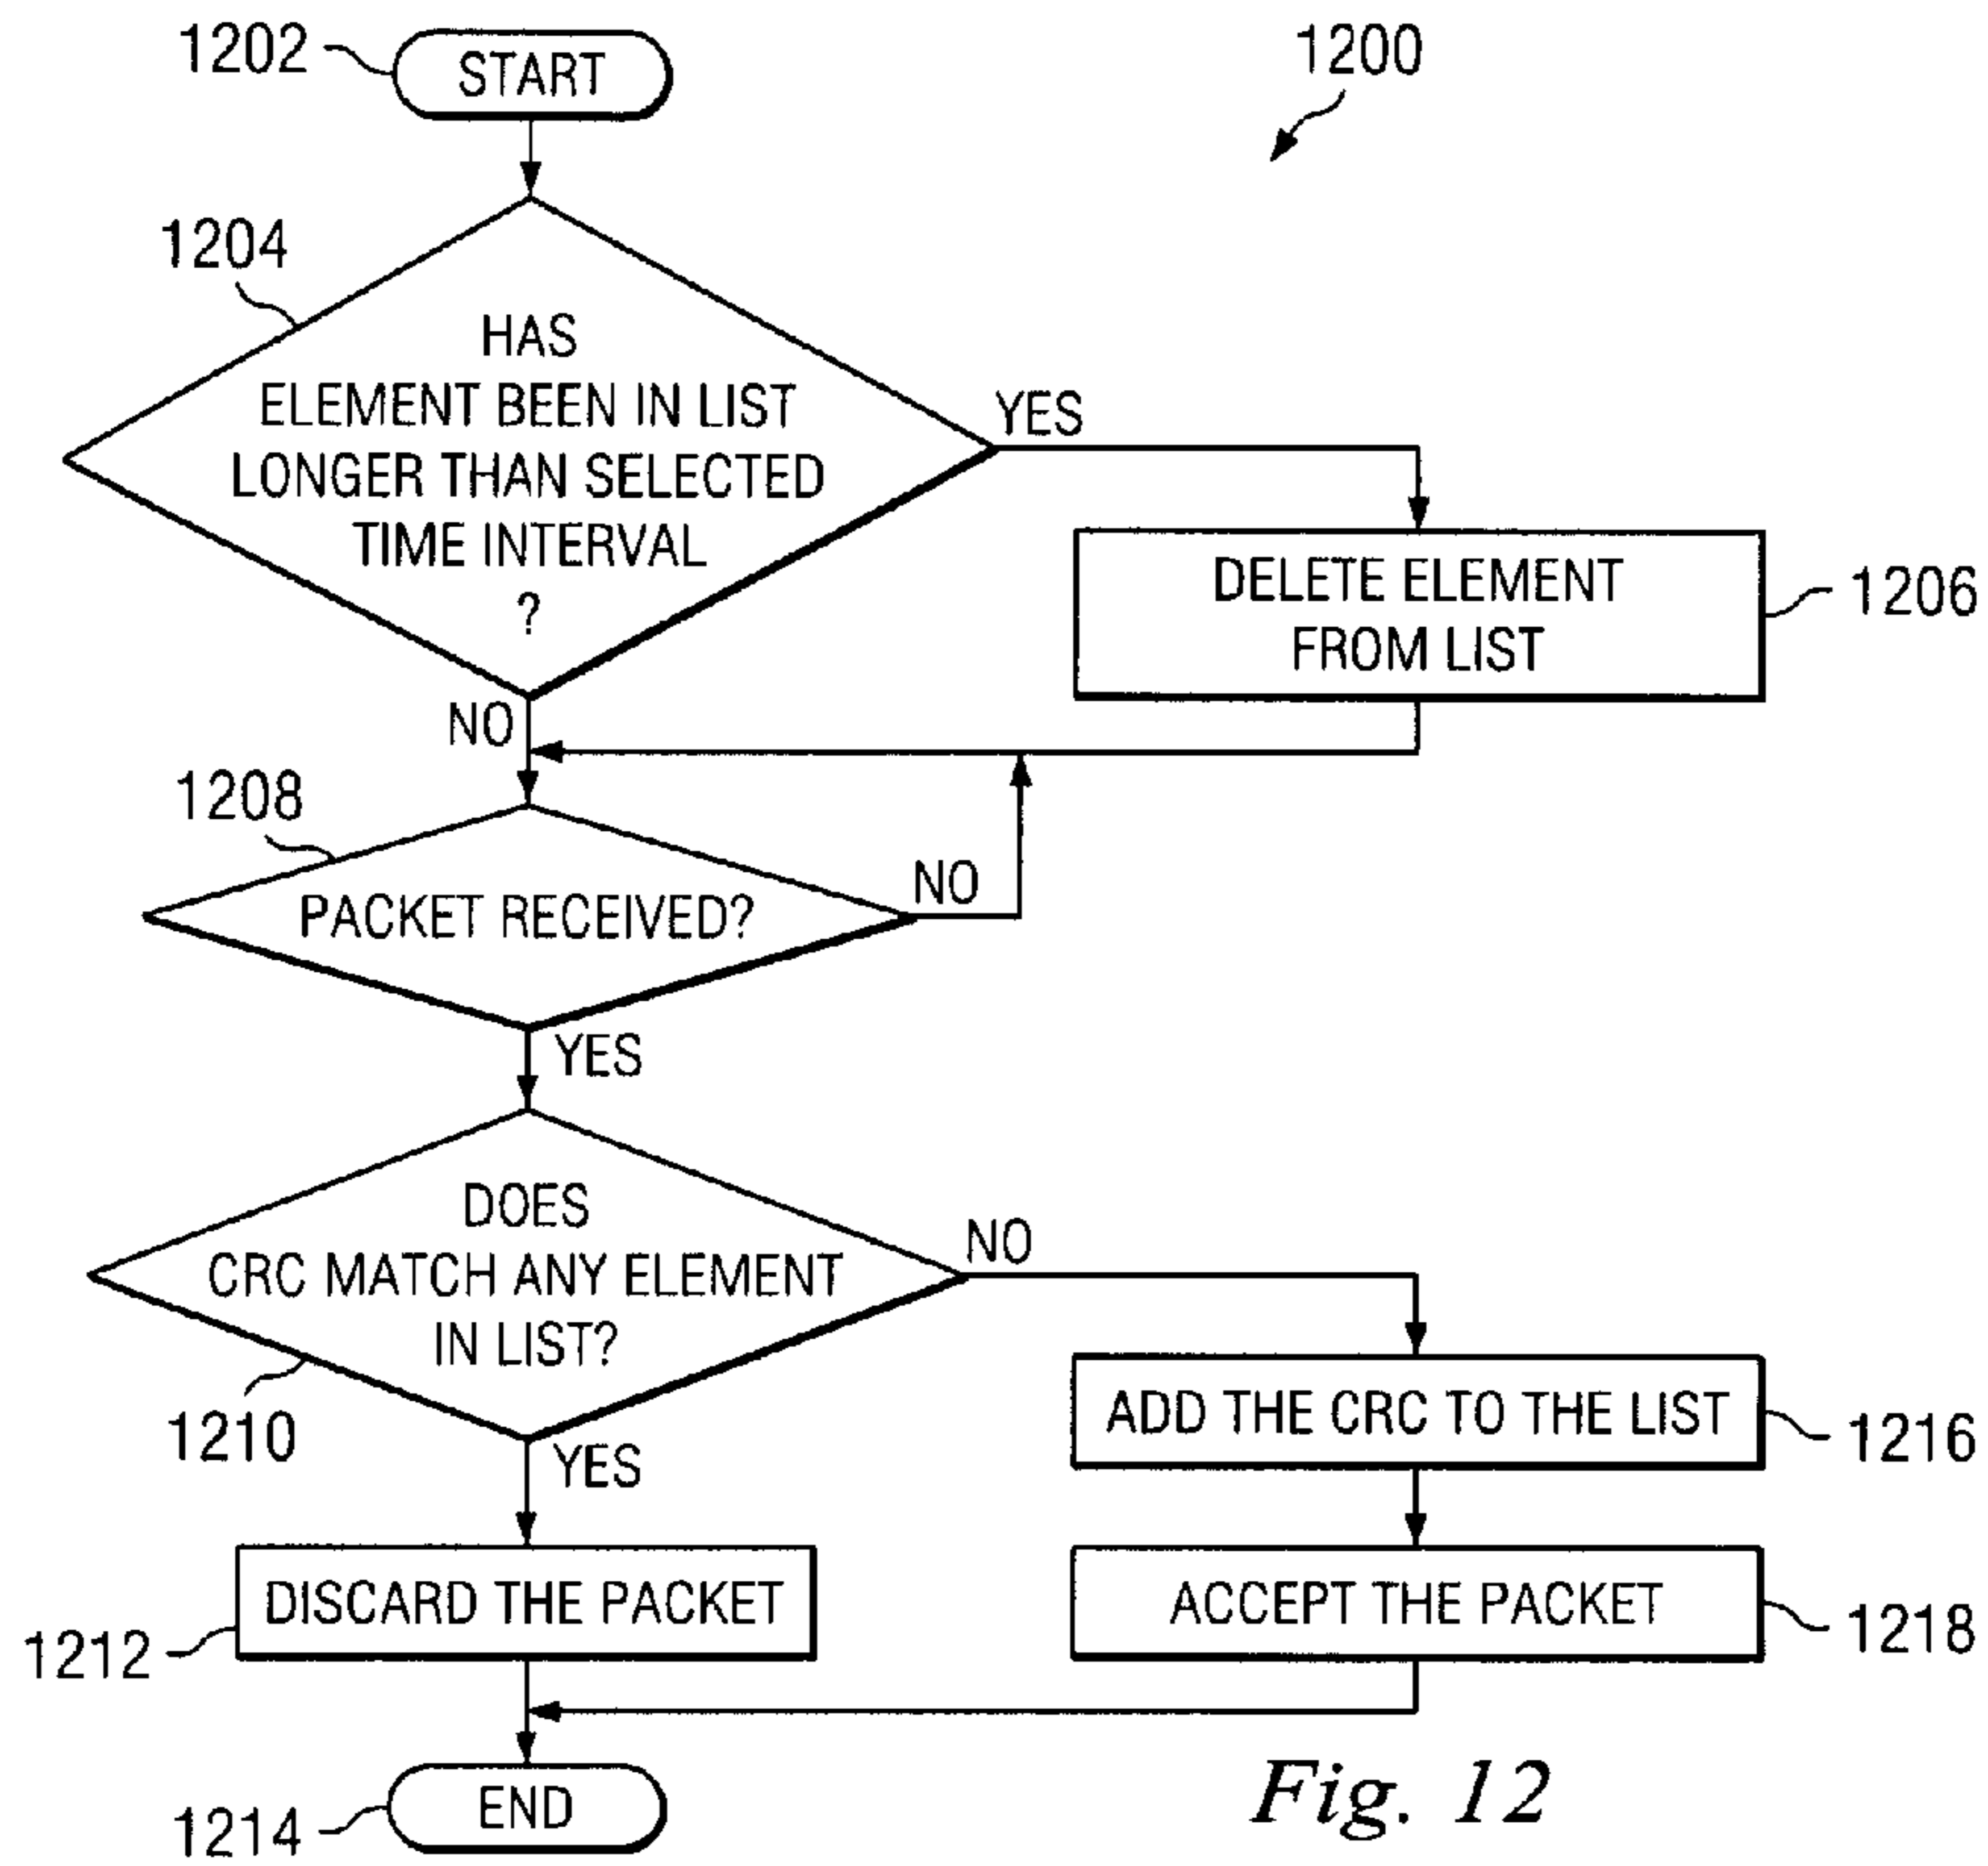 1202
START
1200
1204
HAS
ELEMENT BEEN IN LIST
LONGER THAN SELECTED
TIME INTERVAL
?
YES
DELETE ELEMENT
FROM LIST
1206
NO
1208
PACKET RECEIVED?
NO
YES
DOES
CRC MATCH ANY ELEMENT
IN LIST?
NO
1210
YES
ADD THE CRC TO THE LIST
1216
DISCARD THE PACKET
1212
ACCEPT THE PACKET
1218
END
1214
Fig. 12